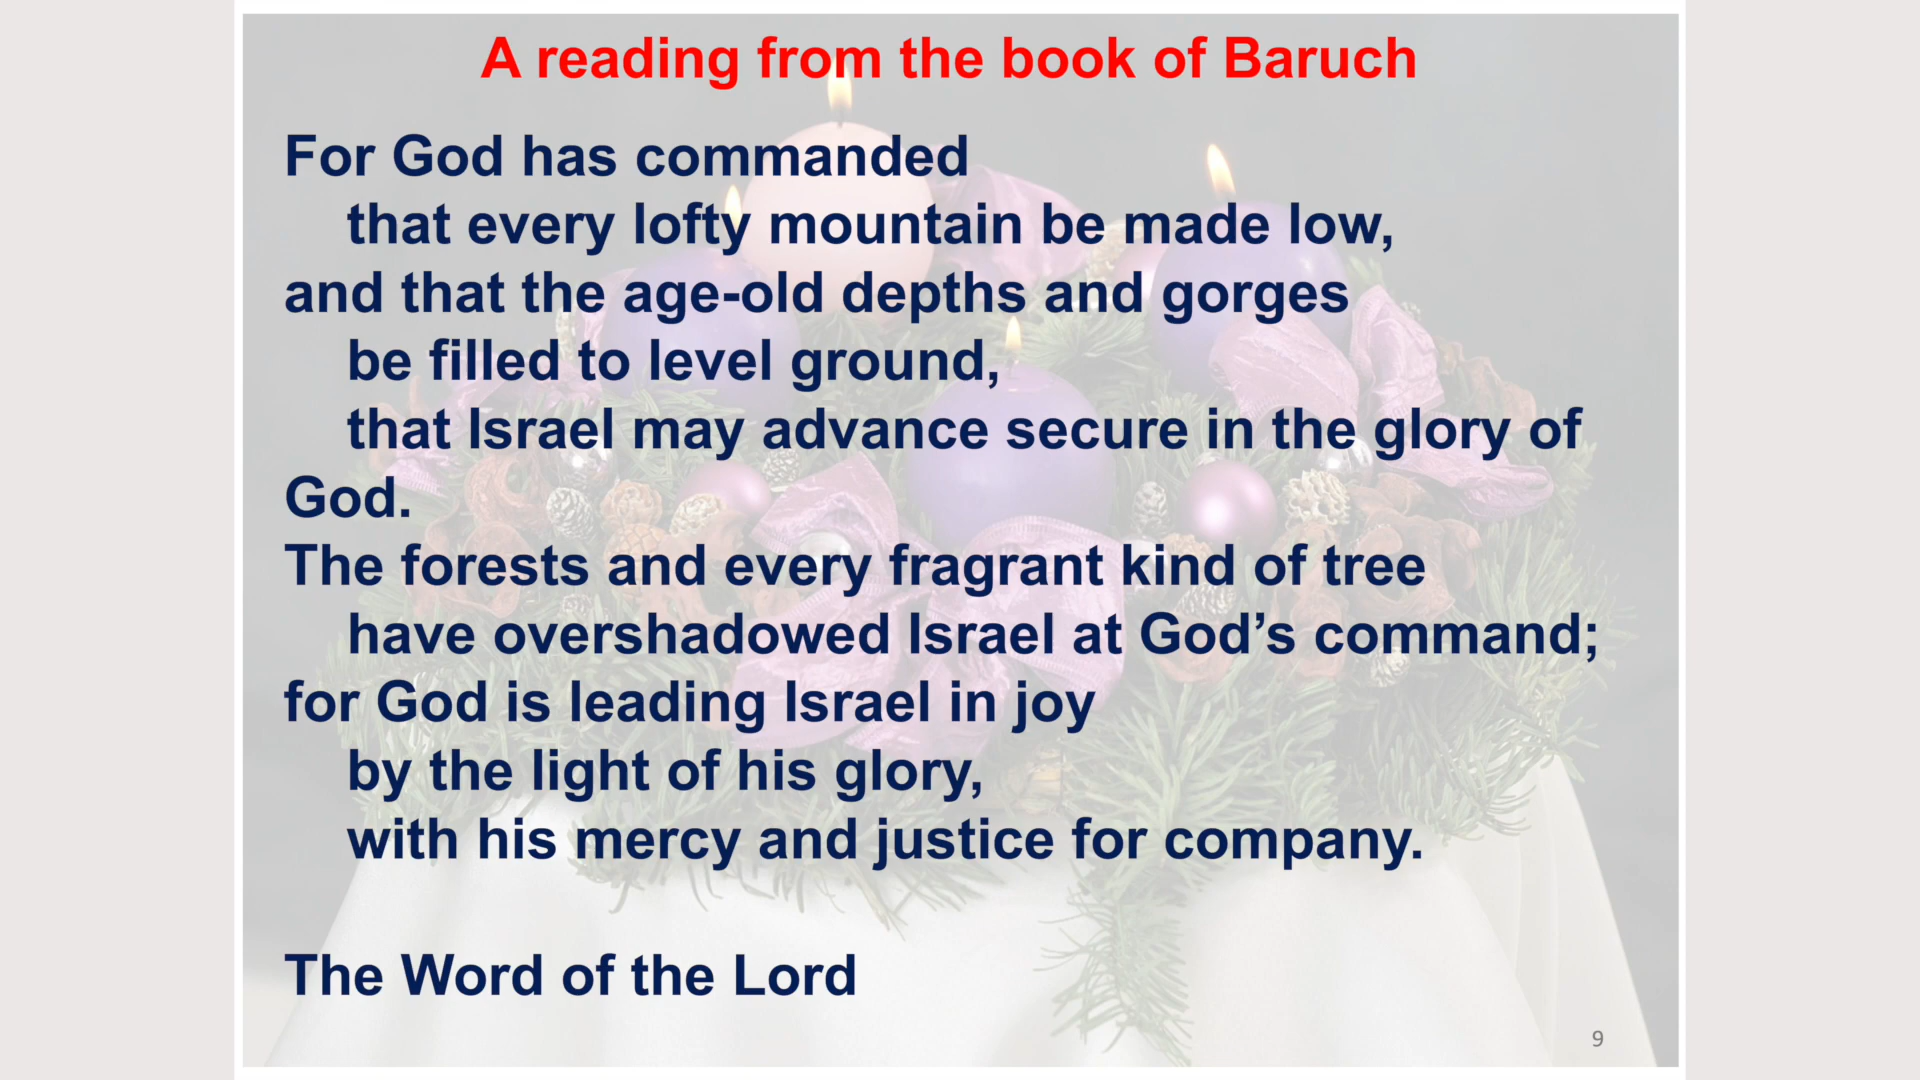 A reading from the book of Baruch
For God has commanded
that every lofty mountain be made low,
and that the age-old depths and gorges
be filled to level ground,
that Israel may advance secure in the glory of
God.
The forests and every fragrant kind of tree
have overshadowed Israel at God’s command;
for God is leading Israel in joy
by the light of his glory,
with his mercy and justice for company.
The Word of the Lord
9